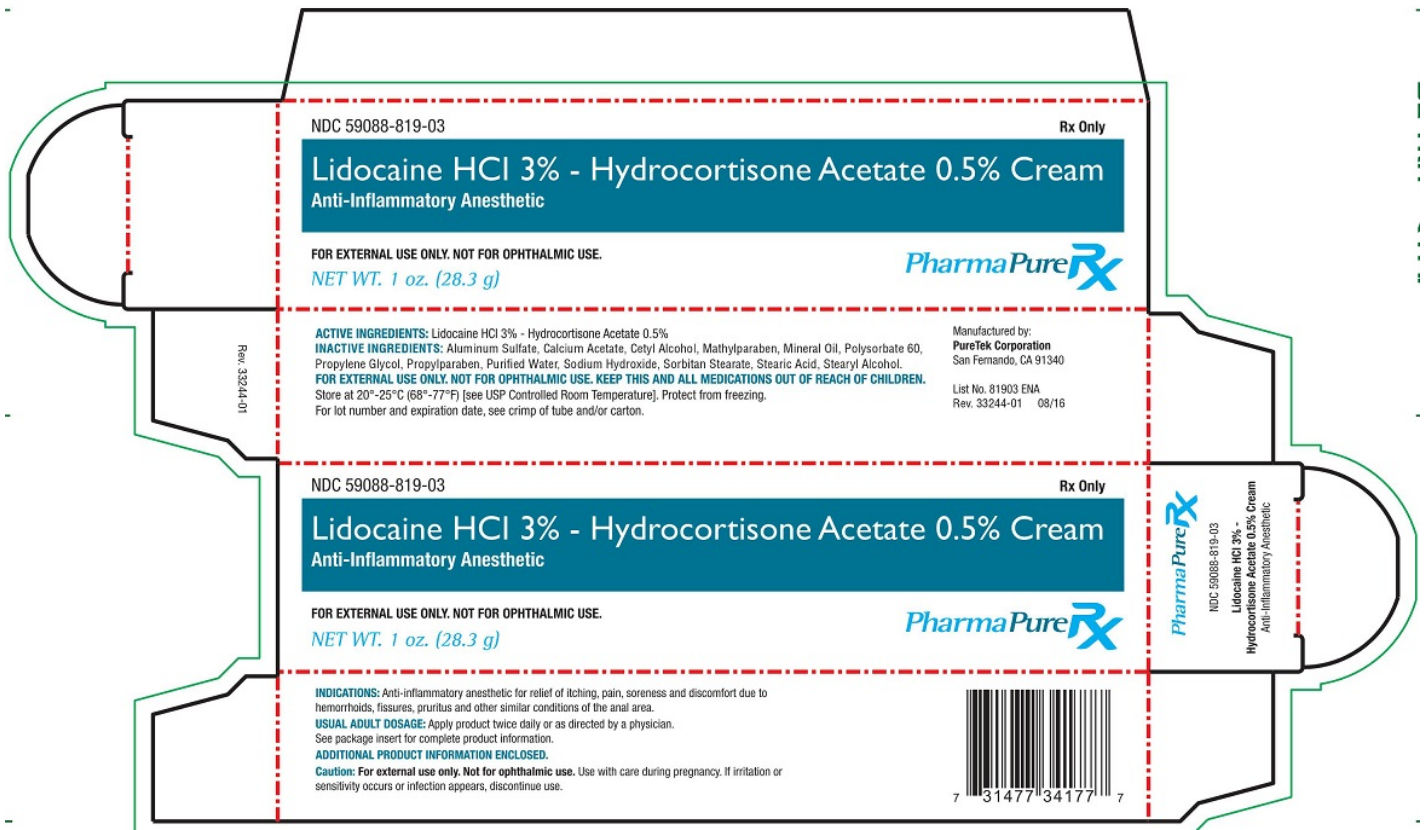 NDC 59088-819-03
Rx Only
Lidocaine HCl 3% - Hydrocortisone Acetate 0.5% Cream
Anti-Inflammatory Anesthetic
FOR EXTERNAL USE ONLY. NOT FOR OPHTHALMIC USE.
NET WT. 1 oz. (28.3 g)
PharmaPureRX
Rev. 33244-01
ACTIVE INGREDIENTS: Lidocaine HCl 3% - Hydrocortisone Acetate 0.5%
INACTIVE INGREDIENTS: Aluminum Sulfate, Calcium Acetate, Cetyl Alcohol, Mathylparaben, Mineral Oil, Polysorbate 60,
Propylene Glycol, Propylparaben, Purified Water, Sodium Hydroxide, Sorbitan Stearate, Stearic Acid, Stearyl Alcohol.
FOR EXTERNAL USE ONLY. NOT FOR OPHTHALMIC USE. KEEP THIS AND ALL MEDICATIONS OUT OF REACH OF CHILDREN.
Store at 20°-25°C (68°-77°F) [see USP Controlled Room Temperature]. Protect from freezing.
For lot number and expiration date, see crimp of tube and/or carton.
Manufactured by:
PureTek Corporation
San Fernando, CA 91340
List No. 81903 ENA
Rev. 33244-01 08/16
NDC 59088-819-03
Rx Only
Lidocaine HCl 3% - Hydrocortisone Acetate 0.5% Cream
Anti-Inflammatory Anesthetic
FOR EXTERNAL USE ONLY. NOT FOR OPHTHALMIC USE.
NET WT. 1 oz. (28.3 g)
PharmaPureRX
PharmaPureRX
NDC 59088-819-03
Lidocaine HCl 3% -
Hydrocortisone Acetate 0.5% Cream
Anti-Inflammatory Anesthetic
INDICATIONS: Anti-inflammatory anesthetic for relief of itching, pain, soreness and discomfort due to
hemorrhoids, fissures, pruritus and other similar conditions of the anal area.
USUAL ADULT DOSAGE: Apply product twice daily or as directed by a physician.
See package insert for complete product information.
ADDITIONAL PRODUCT INFORMATION ENCLOSED.
Caution: For external use only. Not for ophthalmic use. Use with care during pregnancy. If irritation or
sensitivity occurs or infection appears, discontinue use.
7 31477 34177 7